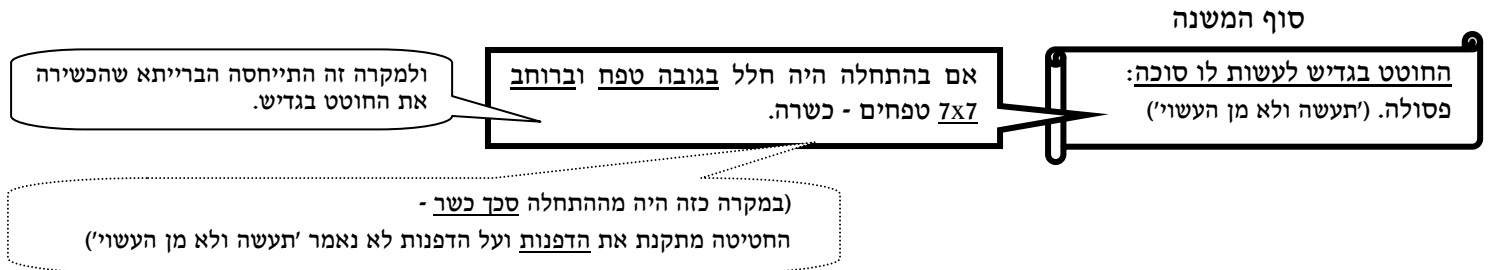 סוף המשנה
החוטט בגדיש לעשות לו סוכה:
פסולה. ('תעשה ולא מן העשוי')
אם בהתחלה היה חלל בגובה טפח וברוחב
7x7 טפחים - כשרה.
ולמקרה זה התייחסה הברייתא שהכשירה
את החוטט בגדיש.
(במקרה כזה היה מההתחלה סכך כשר -
החטיטה מתקנת את הדפנות ועל הדפנות לא נאמר 'תעשה ולא מן העשוי')